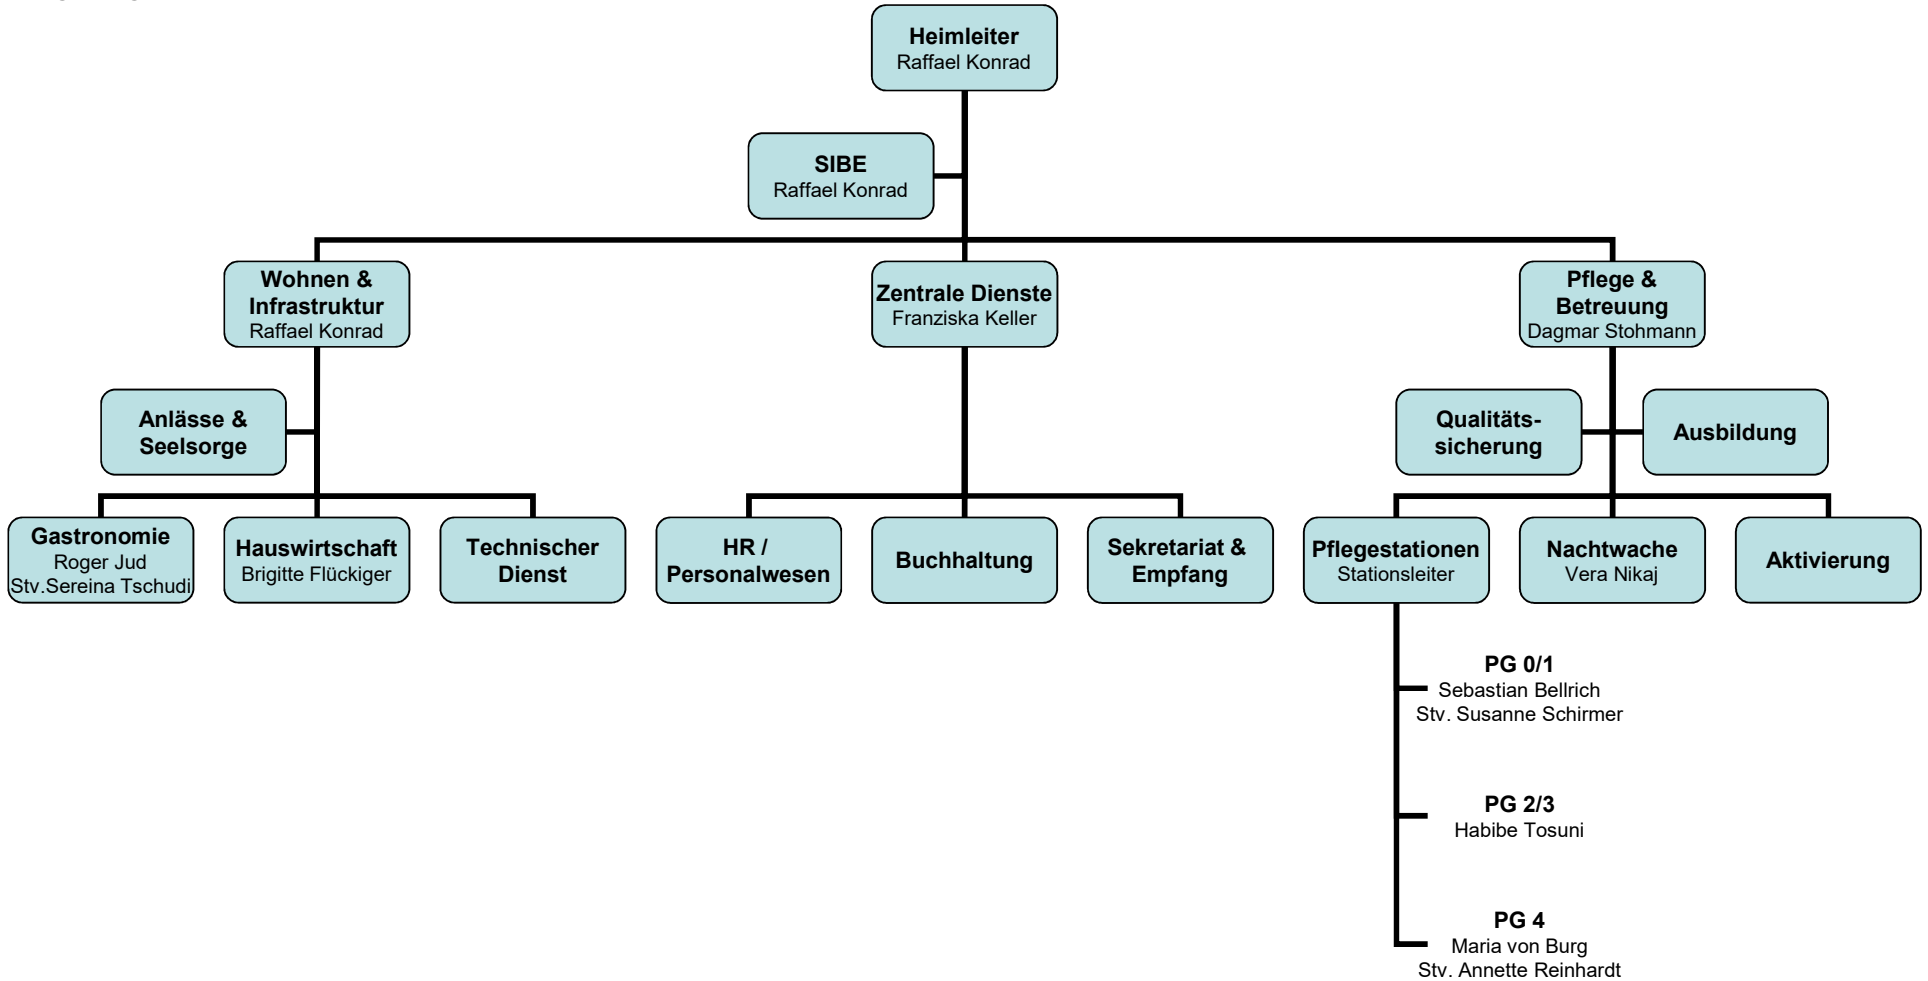 Heimleiter
Raffael Konrad
SIBE
Raffael Konrad
Wohnen &
Infrastruktur
Raffael Konrad
Zentrale Dienste
Franziska Keller
Pflege &
Betreuung
Dagmar Stohmann
Anlässe &
Seelsorge
Qualitäts-
sicherung
Ausbildung
Gastronomie
Roger Jud
Stv.Sereina Tschudi
Hauswirtschaft
Brigitte Flückiger
Technischer
Dienst
HR /
Personalwesen
Buchhaltung
Sekretariat &
Empfang
Pflegestationen
Stationsleiter
Nachtwache
Vera Nikaj
Aktivierung
PG 0/1
Sebastian Bellrich
Stv. Susanne Schirmer
PG 2/3
Habibe Tosuni
PG 4
Maria von Burg
Stv. Annette Reinhardt